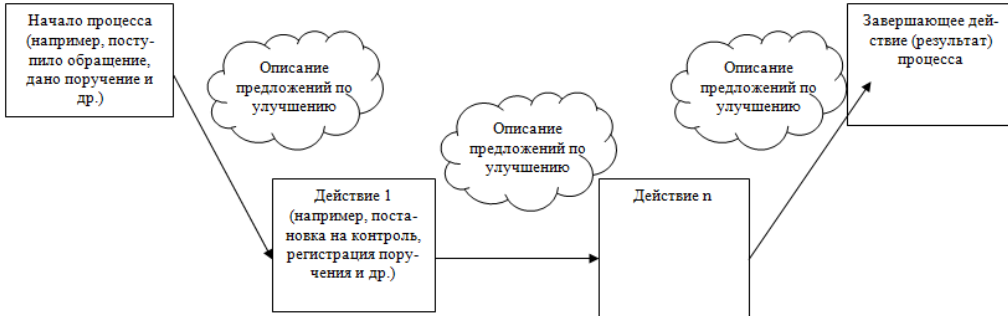 Начало процесса
(например, посту-
пило обращение,
дано поручение и
др.)
Описание
предложений по
улучшению
Действие 1
(например, поста-
новка на контроль,
регистрация пору-
чения и др.)
Описание
предложений по
улучшению
Действие n
Описание
предложений по
улучшению
Завершающее дей-
ствие (результат)
процесса